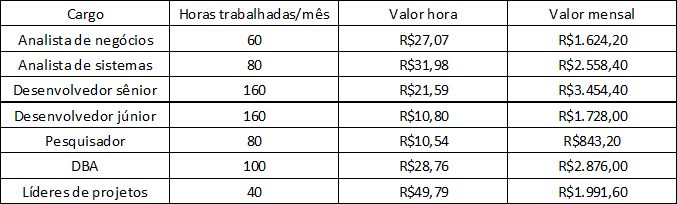 Cargo Horas trabalhadas/mês Valor hora Valor mensal
Analista de negócios 60 R$27,07 R$1.624,20
Analista de sistemas 80 R$31,98 R$2.558,40
Desenvolvedor sênior 160 R$21,59 R$3.454,40
Desenvolvedor júnior 160 R$10,80 R$1.728,00
Pesquisador 80 R$10,54 R$843,20
DBA 100 R$28,76 R$2.876,00
Líderes de projetos 40 R$49,79 R$1.991,60